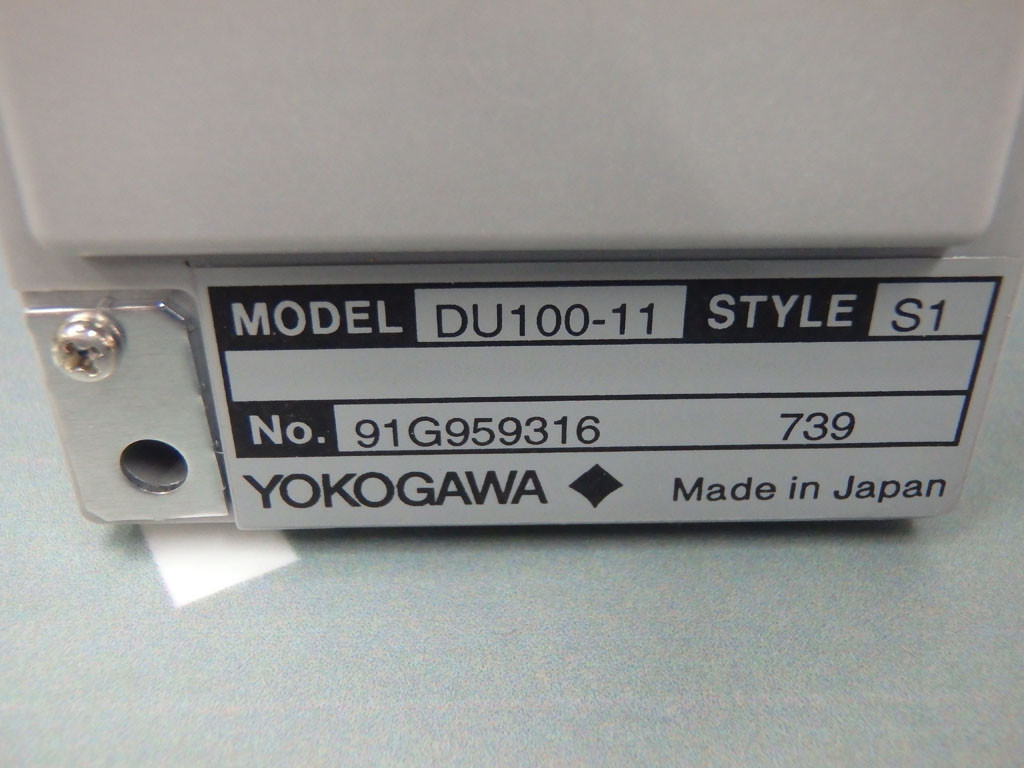 MODEL DU100-11 STYLE S1
No. 91G959316 739
YOKOGAWA ◆ Made in Japan